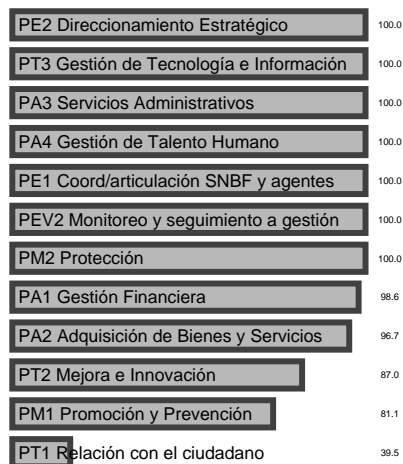 PE2 Direccionamiento Estratégico 100.0
PT3 Gestión de Tecnología e Información 100.0
PA3 Servicios Administrativos 100.0
PA4 Gestión de Talento Humano 100.0
PE1 Coord/articulación SNBF y agentes 100.0
PEV2 Monitoreo y seguimiento a gestión 100.0
PM2 Protección 100.0
PA1 Gestión Financiera 98.6
PA2 Adquisición de Bienes y Servicios 96.7
PT2 Mejora e Innovación 87.0
PM1 Promoción y Prevención 81.1
PT1 Relación con el ciudadano 39.5